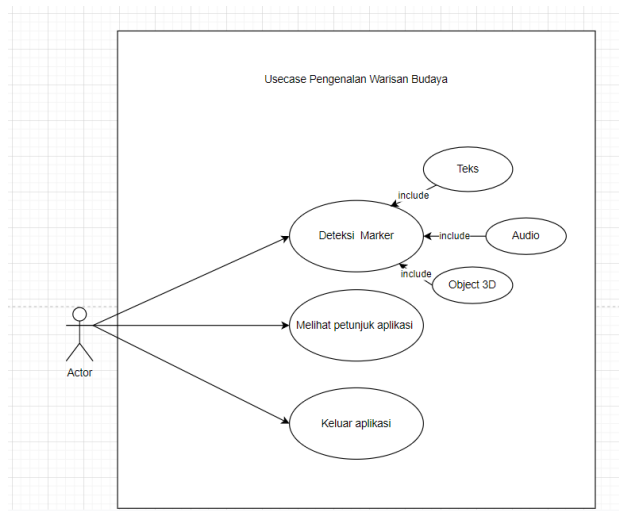 Usecase Pengenalan Warisan Budaya
Teks
include
Deteksi Marker
include
Audio
include
Object 3D
Melihat petunjuk aplikasi
Actor
Keluar aplikasi